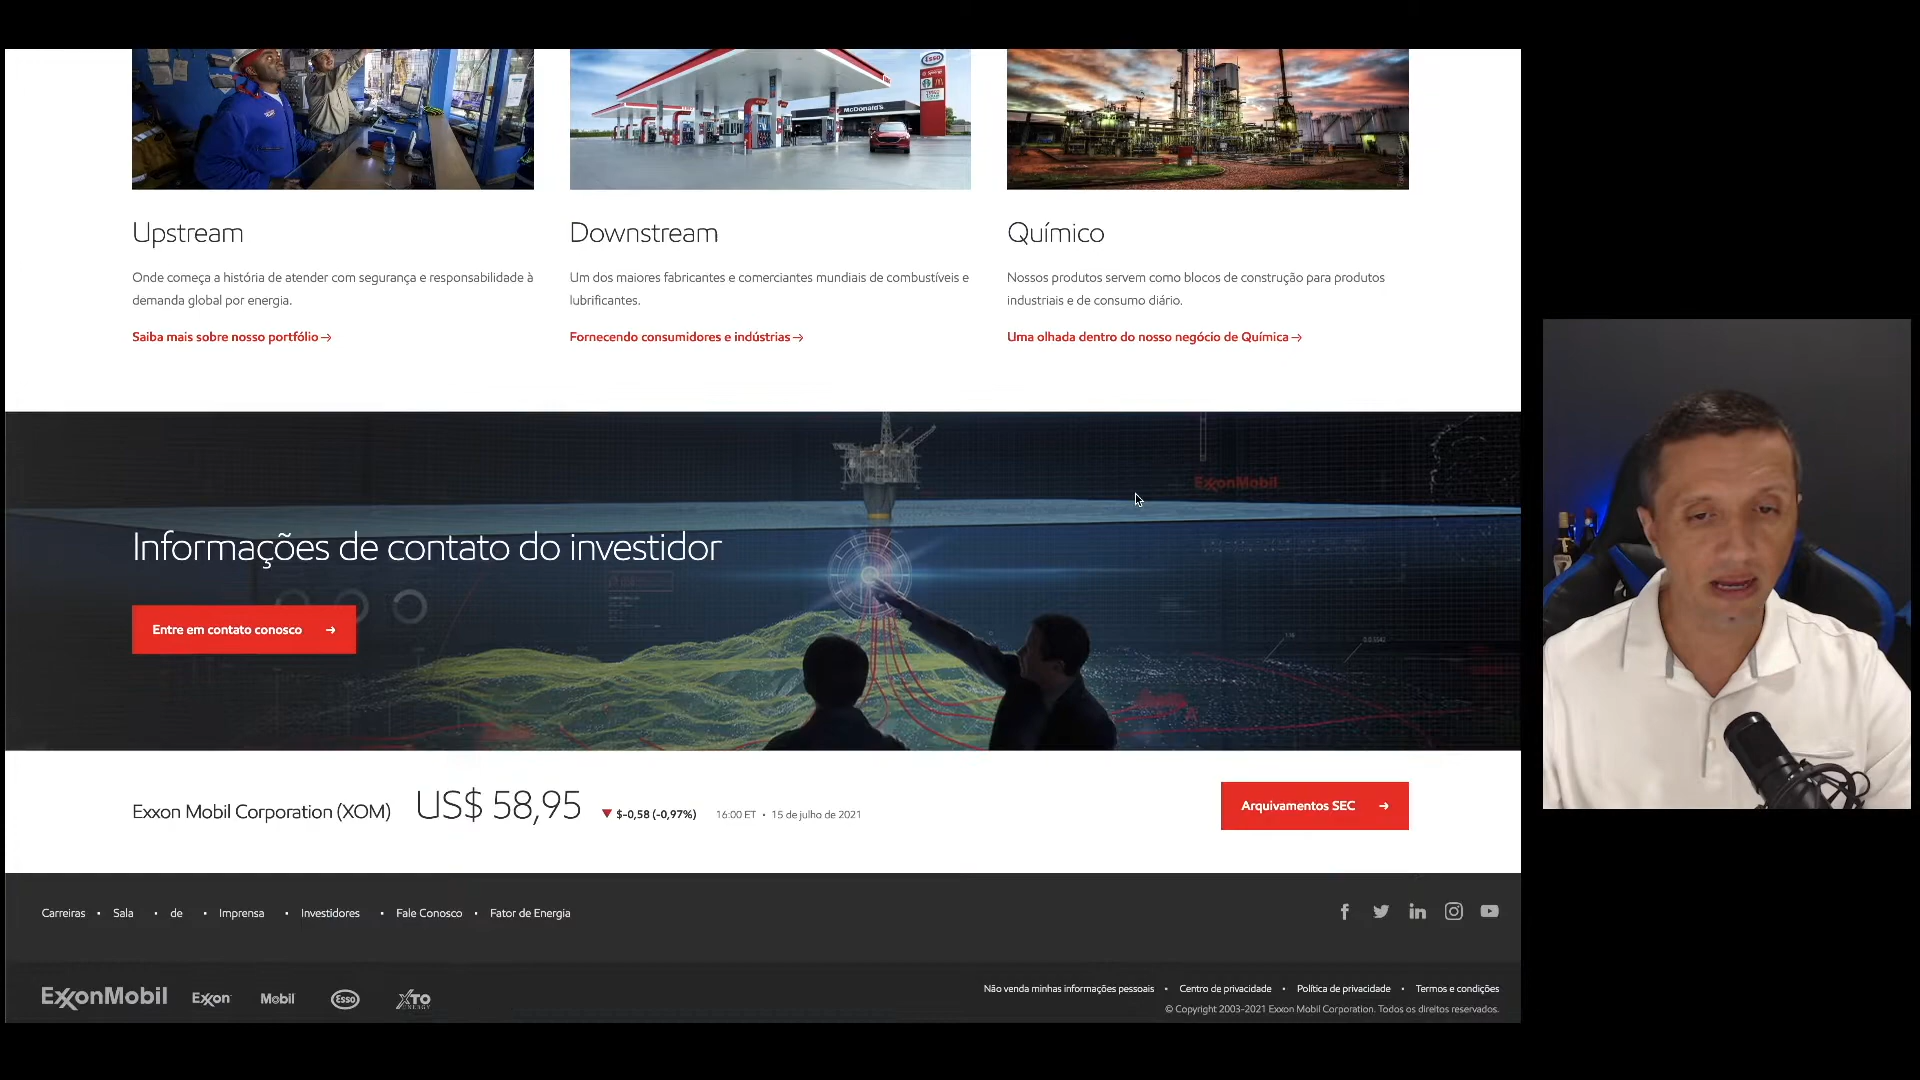 Esso
McDonald's
Upstream
Downstream
Químico
Onde começa a história de atender com segurança e responsabilidade à
demanda global por energia.
Um dos maiores fabricantes e comerciantes mundiais de combustíveis e
lubrificantes.
Nossos produtos servem como blocos de construção para produtos
industriais e de consumo diário.
Saiba mais sobre nosso portfólio →
Fornecendo consumidores e indústrias →
Uma olhada dentro do nosso negócio de Química →
ExxonMobil
Informações de contato do investidor
Entre em contato conosco →
Exxon Mobil Corporation (XOM) US$ 58,95 ▼ $-0,58 (-0,97%) 16:00 ET • 15 de julho de 2021
Arquivamentos SEC →
Carreiras • Sala • de • Imprensa • Investidores • Fale Conosco • Fator de Energia
ExxonMobil Exxon Mobil Esso XTO ENERGY
Não venda minhas informações pessoais • Centro de privacidade • Política de privacidade • Termos e condições
© Copyright 2003-2021 Exxon Mobil Corporation. Todos os direitos reservados.